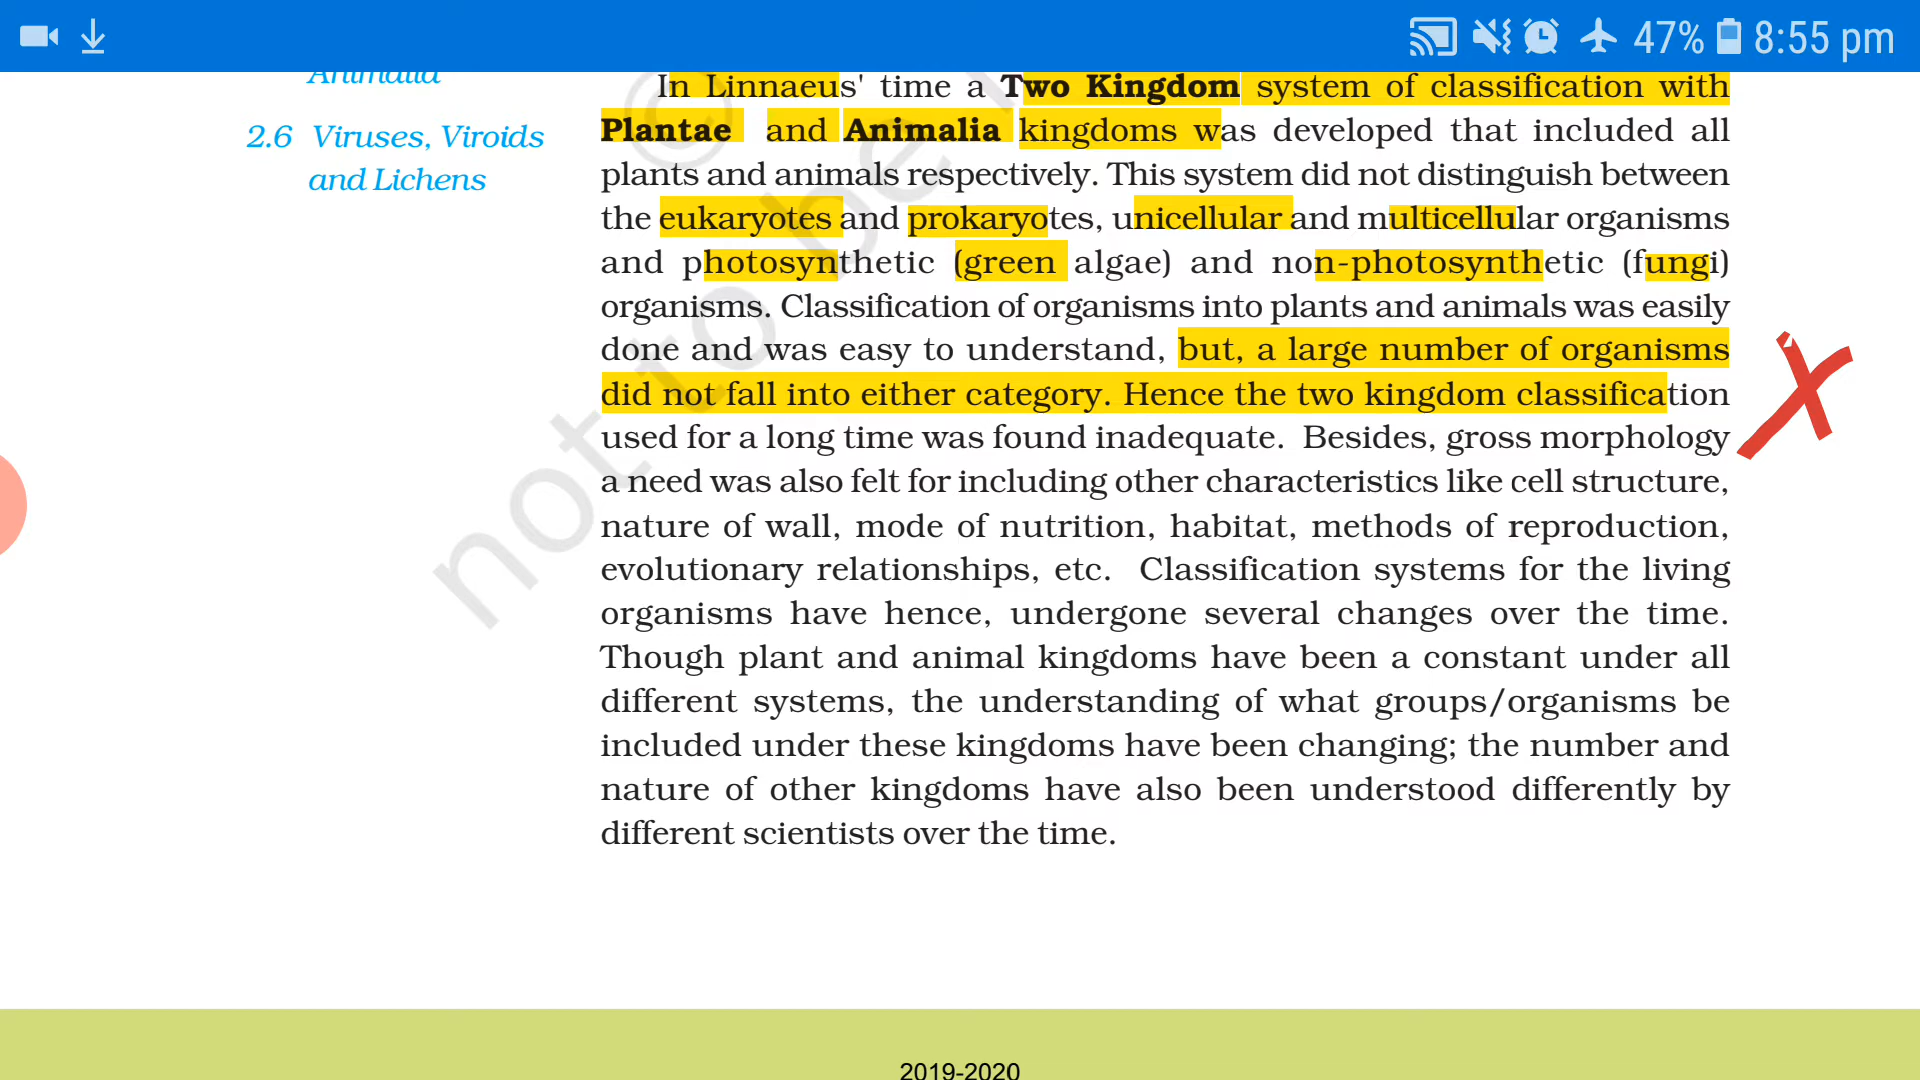 47% 8:55 pm
Animalia
2.6 Viruses, Viroids
and Lichens
In Linnaeus' time a Two Kingdom system of classification with
Plantae and Animalia kingdoms was developed that included all
plants and animals respectively. This system did not distinguish between
the eukaryotes and prokaryotes, unicellular and multicellular organisms
and photosynthetic (green algae) and non-photosynthetic (fungi)
organisms. Classification of organisms into plants and animals was easily
done and was easy to understand, but, a large number of organisms
did not fall into either category. Hence the two kingdom classification
used for a long time was found inadequate. Besides, gross morphology
a need was also felt for including other characteristics like cell structure,
nature of wall, mode of nutrition, habitat, methods of reproduction,
evolutionary relationships, etc. Classification systems for the living
organisms have hence, undergone several changes over the time.
Though plant and animal kingdoms have been a constant under all
different systems, the understanding of what groups/organisms be
included under these kingdoms have been changing; the number and
nature of other kingdoms have also been understood differently by
different scientists over the time.
©
not to be
2019-2020